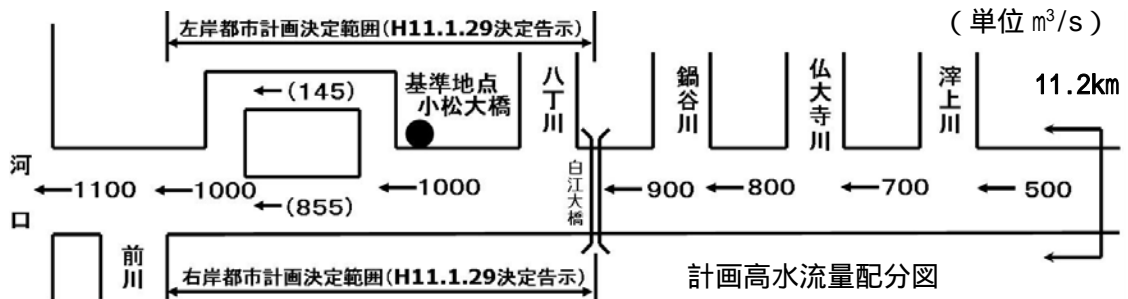 左岸都市計画決定範囲(H11.1.29決定告示)
(単位 m³/s)
基準地点
小松大橋
八丁川
鍋谷川
仏大寺川
滓上川
11.2km
←(145)
河口
←1100
←1000
←(855)
←1000
白江大橋
←900
←800
←700
←500
前川
右岸都市計画決定範囲(H11.1.29決定告示)
計画高水流量配分図